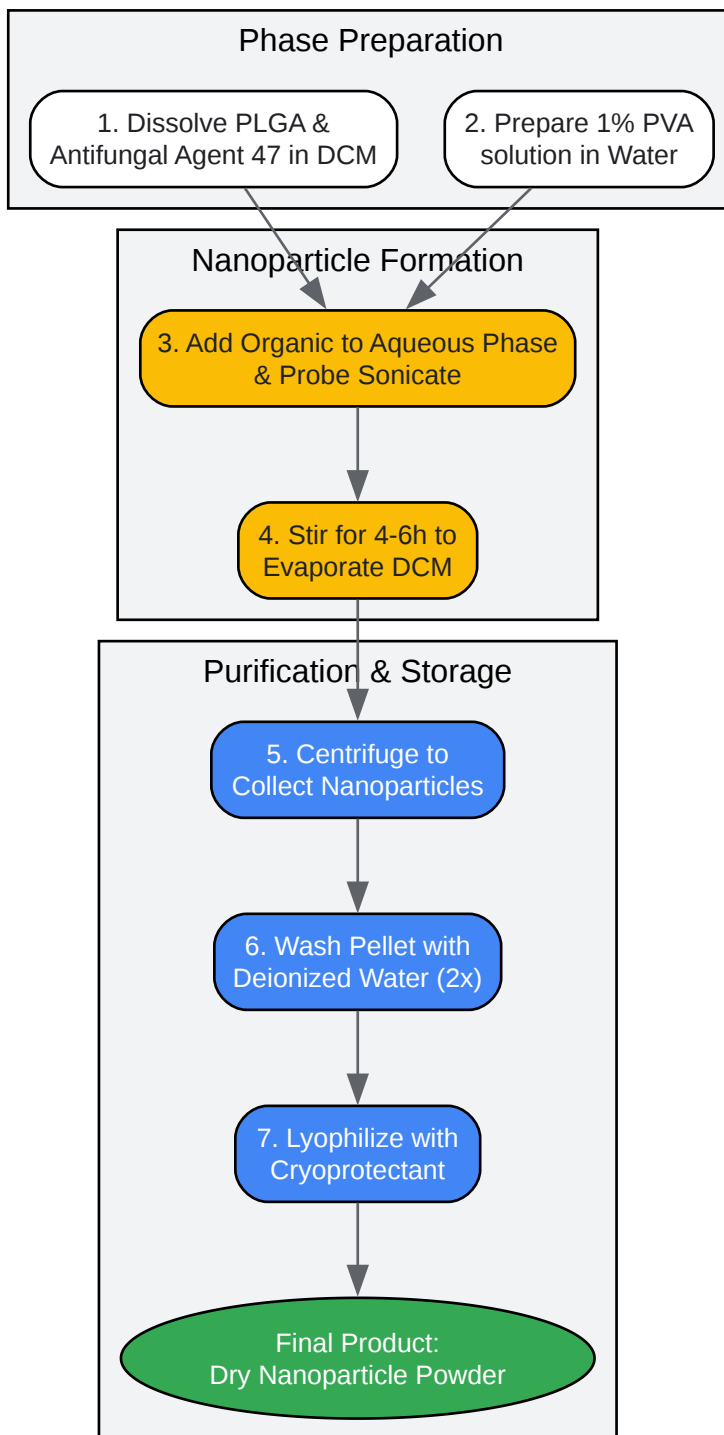 Phase Preparation
1. Dissolve PLGA &
Antifungal Agent 47 in DCM
2. Prepare 1% PVA
solution in Water
Nanoparticle Formation
3. Add Organic to Aqueous Phase
& Probe Sonicate
4. Stir for 4-6h to
Evaporate DCM
Purification & Storage
5. Centrifuge to
Collect Nanoparticles
6. Wash Pellet with
Deionized Water (2x)
7. Lyophilize with
Cryoprotectant
Final Product:
Dry Nanoparticle Powder